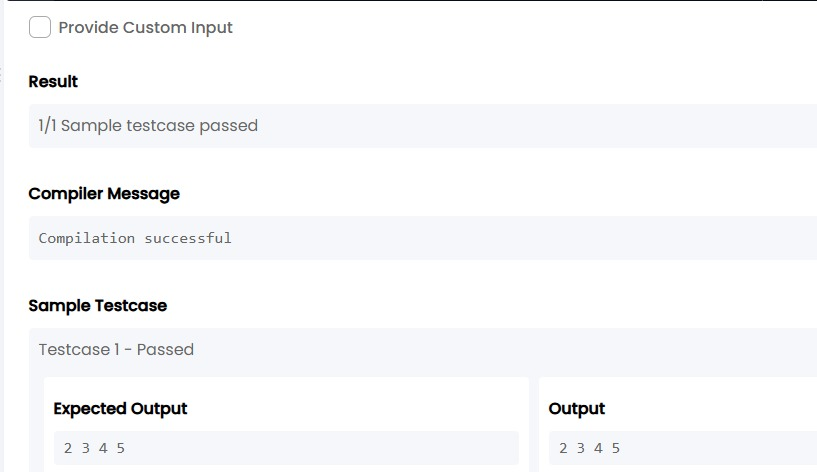 Provide Custom Input
Result
1/1 Sample testcase passed
Compiler Message
Compilation successful
Sample Testcase
Testcase 1 - Passed
Expected Output
2 3 4 5
Output
2 3 4 5